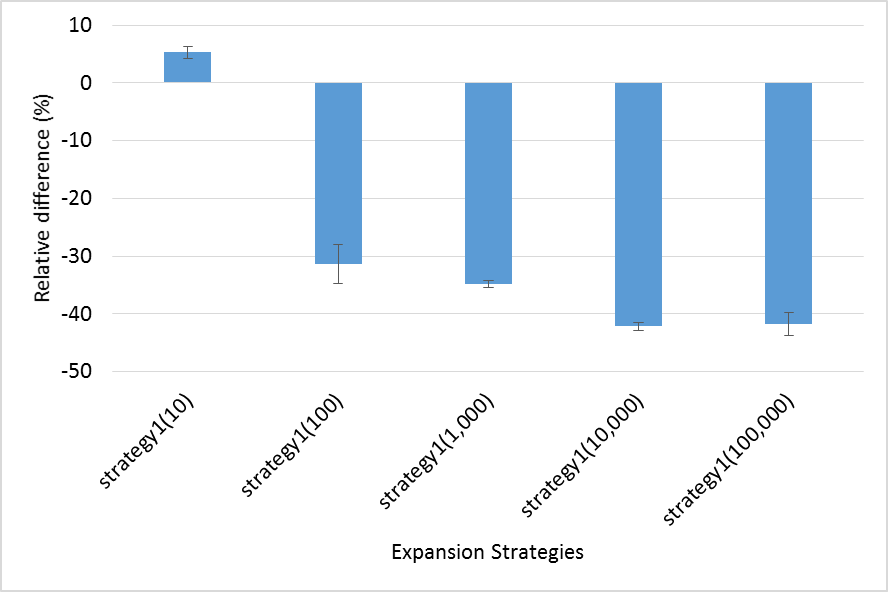 10
0
-10
-20
-30
-40
-50
Relative difference (%)
strategy1(10)
strategy1(100)
strategy1(1,000)
strategy1(10,000)
strategy1(100,000)
Expansion Strategies